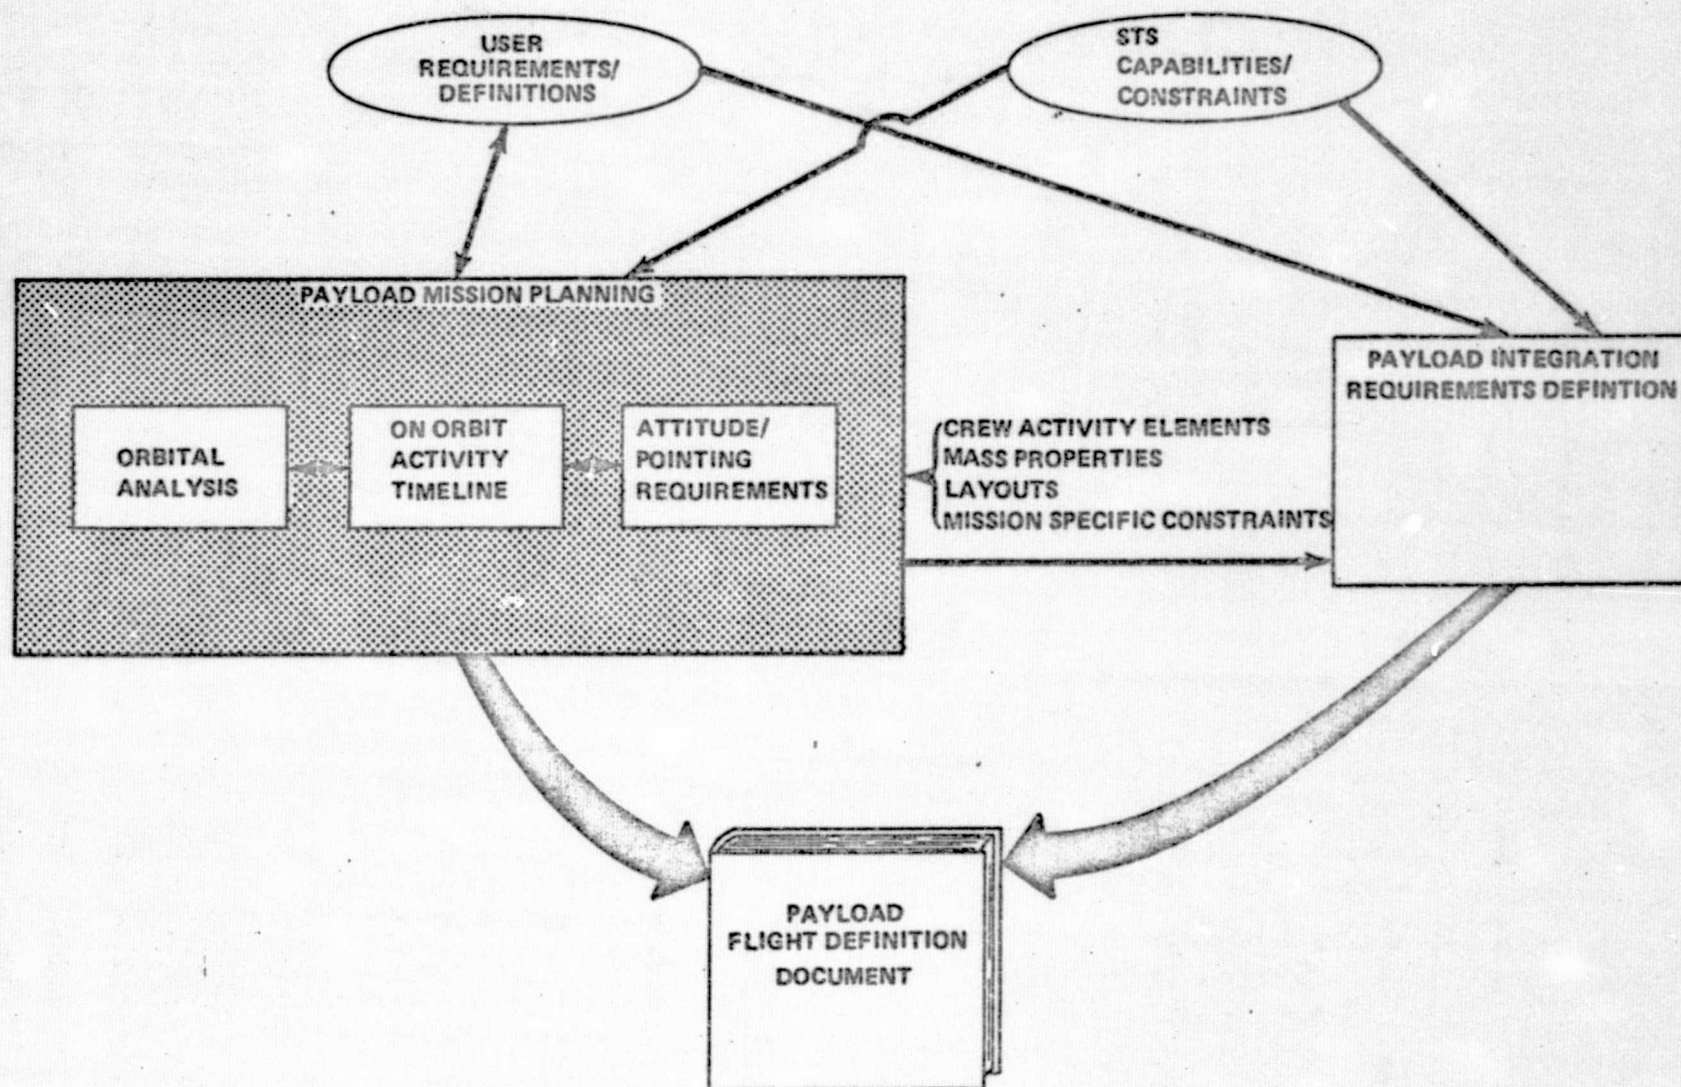 USER
REQUIREMENTS/
DEFINITIONS
STS
CAPABILITIES/
CONSTRAINTS
PAYLOAD MISSION PLANNING
ORBITAL
ANALYSIS
ON ORBIT
ACTIVITY
TIMELINE
ATTITUDE/
POINTING
REQUIREMENTS
CREW ACTIVITY ELEMENTS
MASS PROPERTIES
LAYOUTS
MISSION SPECIFIC CONSTRAINTS
PAYLOAD INTEGRATION
REQUIREMENTS DEFINTION
PAYLOAD
FLIGHT DEFINITION
DOCUMENT